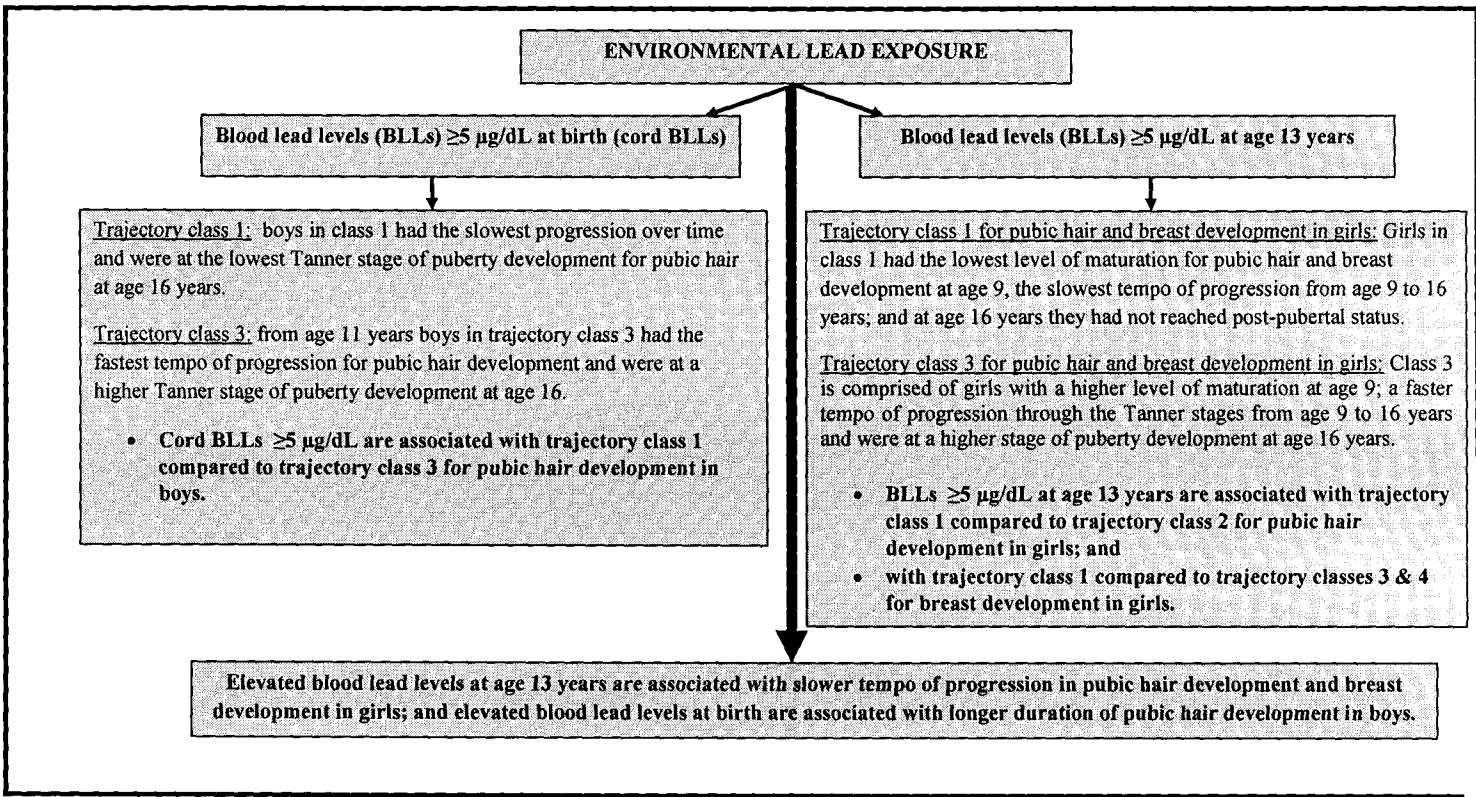 ENVIRONMENTAL LEAD EXPOSURE
Blood lead levels (BLLs) ≥5 µg/dL at birth (cord BLLs)
Trajectory class 1: boys in class 1 had the slowest progression over time
and were at the lowest Tanner stage of puberty development for pubic hair
at age 16 years.
Trajectory class 3: from age 11 years boys in trajectory class 3 had the
fastest tempo of progression for pubic hair development and were at a
higher Tanner stage of puberty development at age 16.
• Cord BLLs ≥5 µg/dL are associated with trajectory class 1
compared to trajectory class 3 for pubic hair development in
boys.
Blood lead levels (BLLs) ≥5 µg/dL at age 13 years
Trajectory class 1 for pubic hair and breast development in girls: Girls in
class 1 had the lowest level of maturation for pubic hair and breast
development at age 9, the slowest tempo of progression from age 9 to 16
years; and at age 16 years they had not reached post-pubertal status.
Trajectory class 3 for pubic hair and breast development in girls: Class 3
is comprised of girls with a higher level of maturation at age 9; a faster
tempo of progression through the Tanner stages from age 9 to 16 years
and were at a higher stage of puberty development at age 16 years.
• BLLs ≥5 µg/dL at age 13 years are associated with trajectory
class 1 compared to trajectory class 2 for pubic hair
development in girls; and
• with trajectory class 1 compared to trajectory classes 3 & 4
for breast development in girls.
Elevated blood lead levels at age 13 years are associated with slower tempo of progression in pubic hair development and breast
development in girls; and elevated blood lead levels at birth are associated with longer duration of pubic hair development in boys.